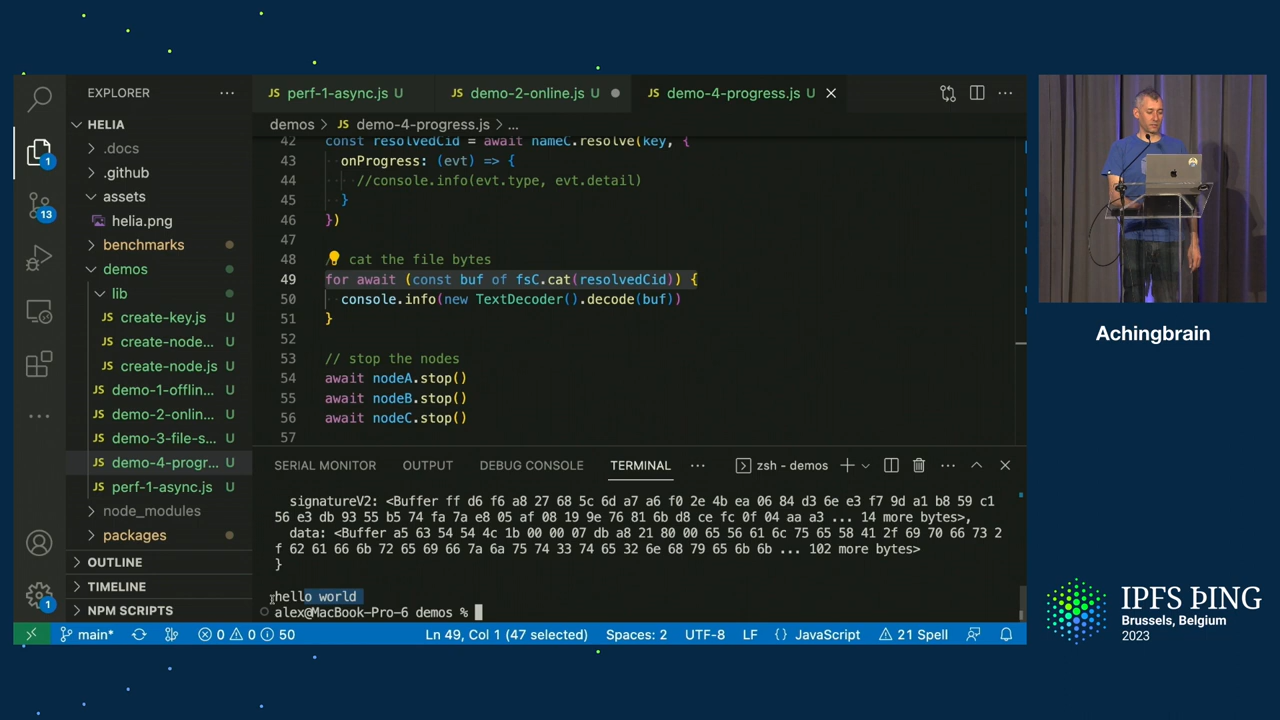 EXPLORER
perf-1-async.js U
demo-2-online.js U
demo-4-progress.js U
HELIA
demos > JS demo-4-progress.js > ...
.docs
.github
assets
helia.png
benchmarks
demos
lib
JS create-key.js U
JS create-node... U
JS create-node.js U
JS demo-1-offlin... U
JS demo-2-onlin... U
JS demo-3-file-s... U
JS demo-4-progr... U
JS perf-1-async.js U
node_modules
packages
OUTLINE
TIMELINE
NPM SCRIPTS
1
13
1
42 const resolvedCid = await nameC.resolve(key, {
43 onProgress: (evt) => {
44 //console.info(evt.type, evt.detail)
45 }
46 })
47
48 cat the file bytes
49 for await (const buf of fsC.cat(resolvedCid)) {
50 console.info(new TextDecoder().decode(buf))
51 }
52
53 // stop the nodes
54 await nodeA.stop()
55 await nodeB.stop()
56 await nodeC.stop()
57
SERIAL MONITOR OUTPUT DEBUG CONSOLE TERMINAL ... zsh - demos
signatureV2: <Buffer ff d6 f6 a8 27 68 5c 6d a7 a6 f0 2e 4b ea 06 84 d3 6e e3 f7 9d a1 b8 59 c1
56 e3 db 93 55 b5 74 fa 7a e8 05 af 08 19 9e 76 81 6b d8 ce fc 0f 04 aa a3 ... 14 more bytes>,
data: <Buffer a5 63 54 54 4c 1b 00 00 07 db a8 21 80 00 65 56 61 6c 75 65 58 41 2f 69 70 66 73 2
f 62 61 66 6b 72 65 69 66 7a 6a 75 74 33 74 65 32 6e 68 79 65 6b 6b ... 102 more bytes>
}
hello world
alex@MacBook-Pro-6 demos %
main* 0 0 50 Ln 49, Col 1 (47 selected) Spaces: 2 UTF-8 LF {} JavaScript 21 Spell
Achingbrain
IPFS ÞING
Brussels, Belgium
2023